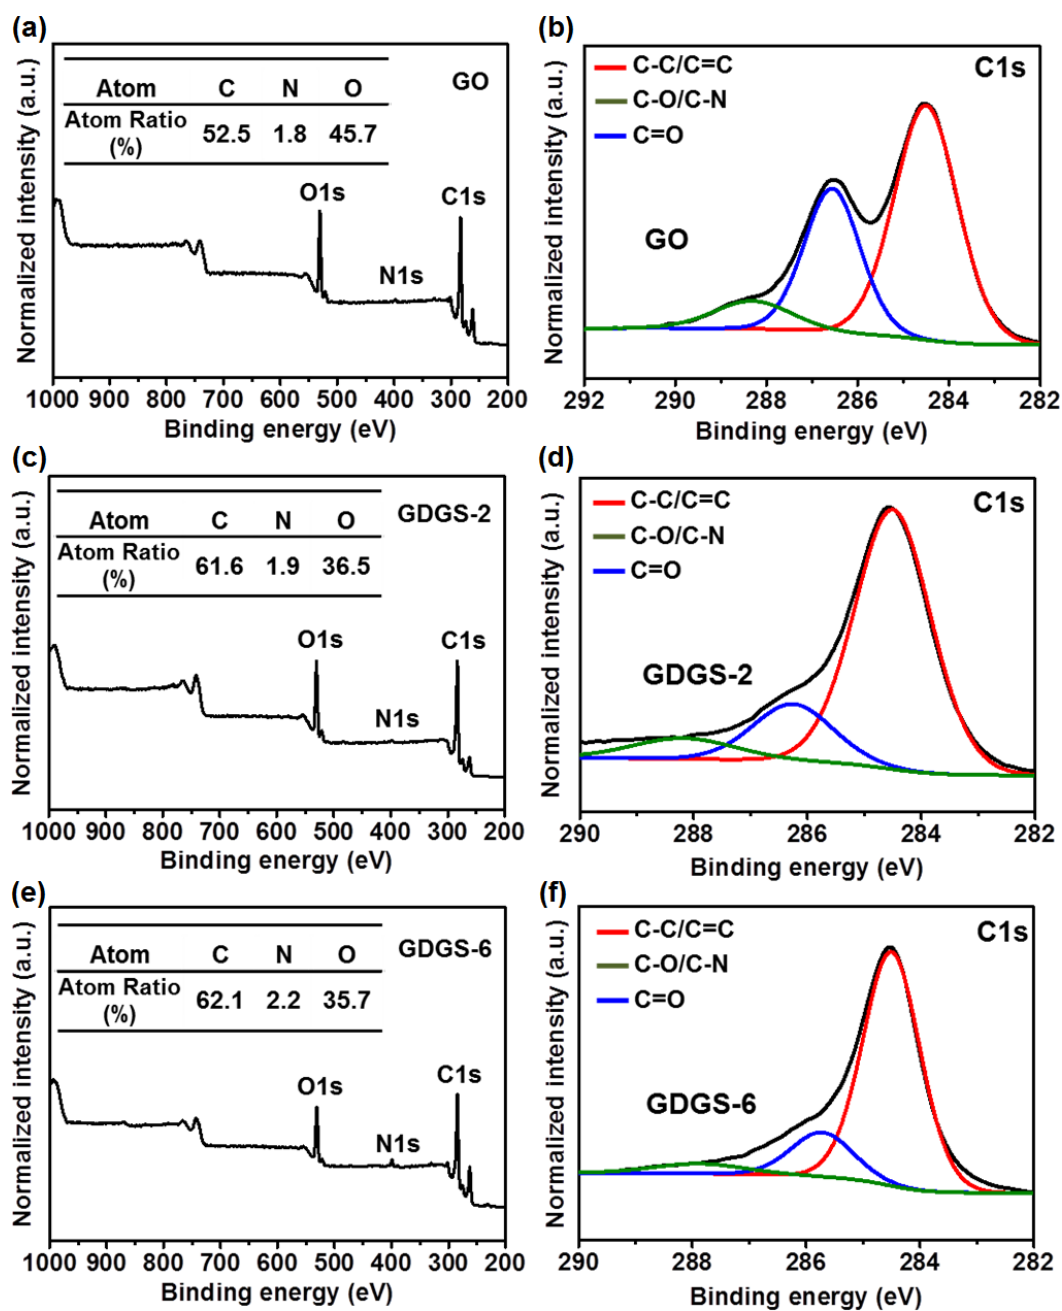 (a)
Normalized intensity (a.u.)
Atom C N O
Atom Ratio (%) 52.5 1.8 45.7
GO
O1s
N1s
C1s
1000 900 800 700 600 500 400 300 200
Binding energy (eV)
(b)
Normalized intensity (a.u.)
C-C/C=C
C-O/C-N
C=O
C1s
GO
292 290 288 286 284 282
Binding energy (eV)
(c)
Normalized intensity (a.u.)
Atom C N O
Atom Ratio (%) 61.6 1.9 36.5
GDGS-2
O1s
N1s
C1s
1000 900 800 700 600 500 400 300 200
Binding energy (eV)
(d)
Normalized intensity (a.u.)
C-C/C=C
C-O/C-N
C=O
C1s
GDGS-2
290 288 286 284 282
Binding energy (eV)
(e)
Normalized intensity (a.u.)
Atom C N O
Atom Ratio (%) 62.1 2.2 35.7
GDGS-6
O1s
N1s
C1s
1000 900 800 700 600 500 400 300 200
Binding energy (eV)
(f)
Normalized intensity (a.u.)
C-C/C=C
C-O/C-N
C=O
C1s
GDGS-6
290 288 286 284 282
Binding energy (eV)